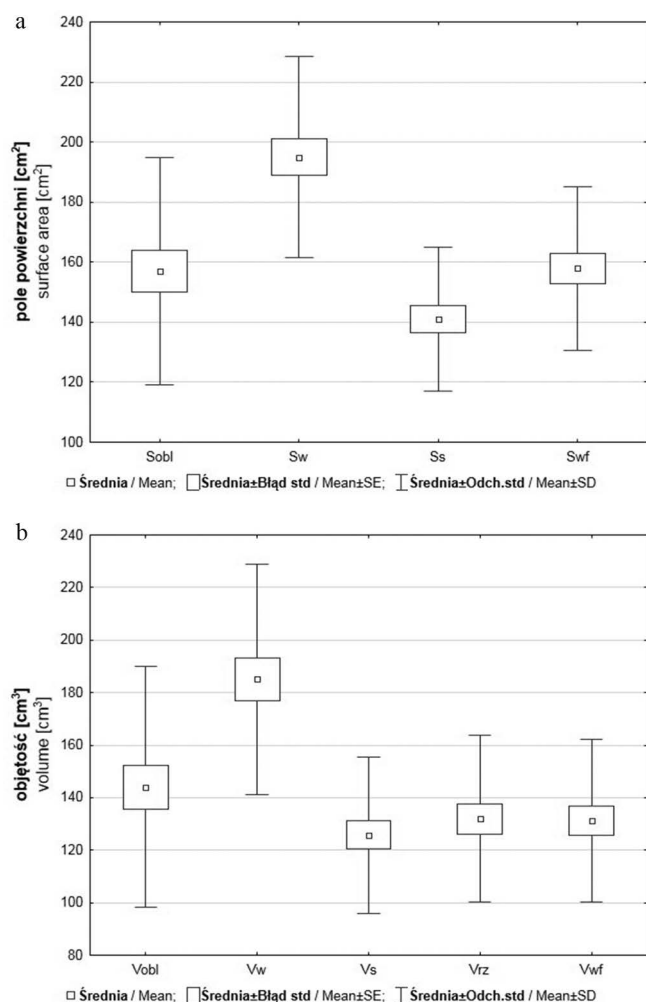 a
240
220
200
180
160
140
120
100
pole powierzchni [cm²]
surface area [cm²]
Sobl Sw Ss Swf
Średnia / Mean; Średnia±Błąd std / Mean±SE; Średnia±Odch.std / Mean±SD
b
240
220
200
180
160
140
120
100
80
objętość [cm³]
volume [cm³]
Vobl Vw Vs Vrz Vwf
Średnia / Mean; Średnia±Błąd std / Mean±SE; Średnia±Odch.std / Mean±SD